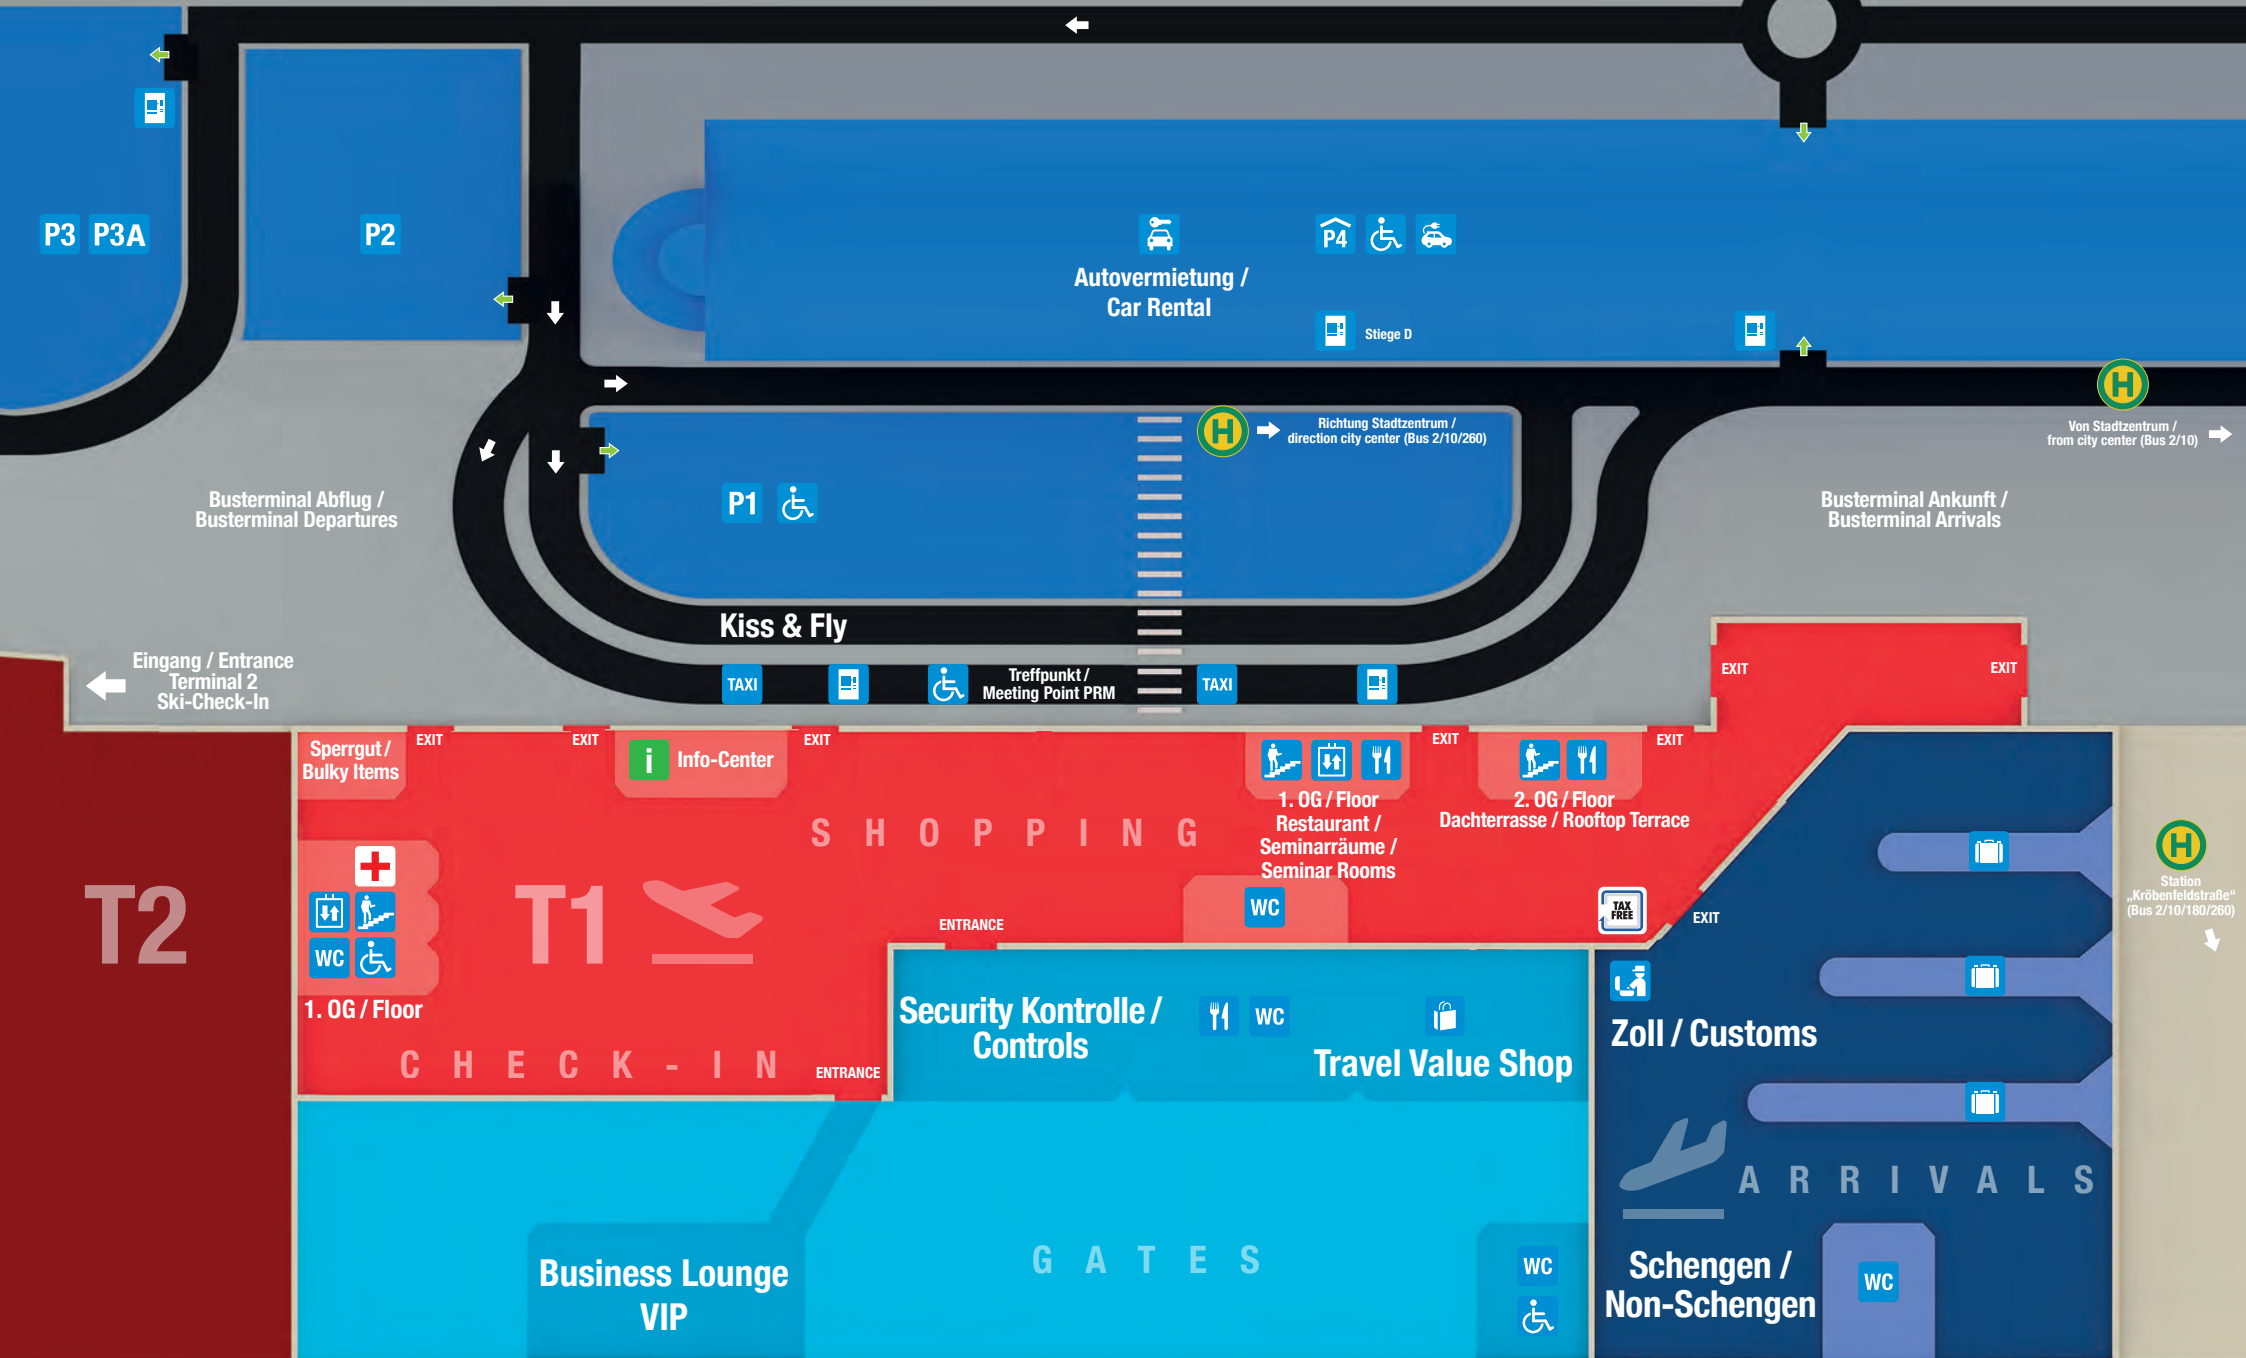 P3 P3A
P2
Autovermietung /
Car Rental
P4
Stiege D
H
Richtung Stadtzentrum /
direction city center (Bus 2/10/260)
H
Von Stadtzentrum /
from city center (Bus 2/10)
Busterminal Abflug /
Busterminal Departures
P1
Busterminal Ankunft /
Busterminal Arrivals
Kiss & Fly
Eingang / Entrance
Terminal 2
Ski-Check-In
TAXI
Treffpunkt /
Meeting Point PRM
TAXI
EXIT
EXIT
Sperrgut /
Bulky Items
EXIT
EXIT
i
Info-Center
EXIT
EXIT
EXIT
1. OG / Floor
Restaurant /
Seminarräume /
Seminar Rooms
2. OG / Floor
Dachterrasse / Rooftop Terrace
SHOPPING
H
Station
„Kröbenfeldstraße“
(Bus 2/10/180/260)
T2
T1
WC
1. OG / Floor
ENTRANCE
WC
TAX
FREE
EXIT
CHECK-IN
ENTRANCE
Security Kontrolle /
Controls
WC
Travel Value Shop
Zoll / Customs
ARRIVALS
Business Lounge
VIP
GATES
WC
Schengen /
Non-Schengen
WC